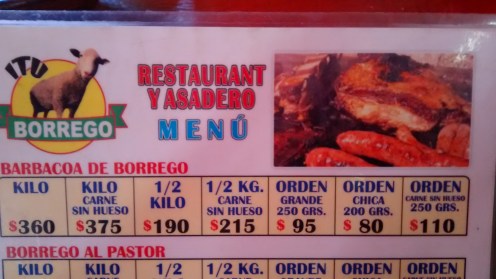 ITU
BORREGO
RESTAURANT
Y ASADERO
MENÚ
BARBACOA DE BORREGO
KILO
$360
KILO
CARNE
SIN HUESO
$375
1/2
KILO
$190
1/2 KG.
CARNE
SIN HUESO
$215
ORDEN
GRANDE
250 GRS.
$ 95
ORDEN
CHICA
200 GRS.
$ 80
ORDEN
CARNE SIN HUESO
250 GRS.
$110
BORREGO AL PASTOR
KILO
KILO
1/2
1/2 KG.
ORDEN
ORDEN
ORDEN